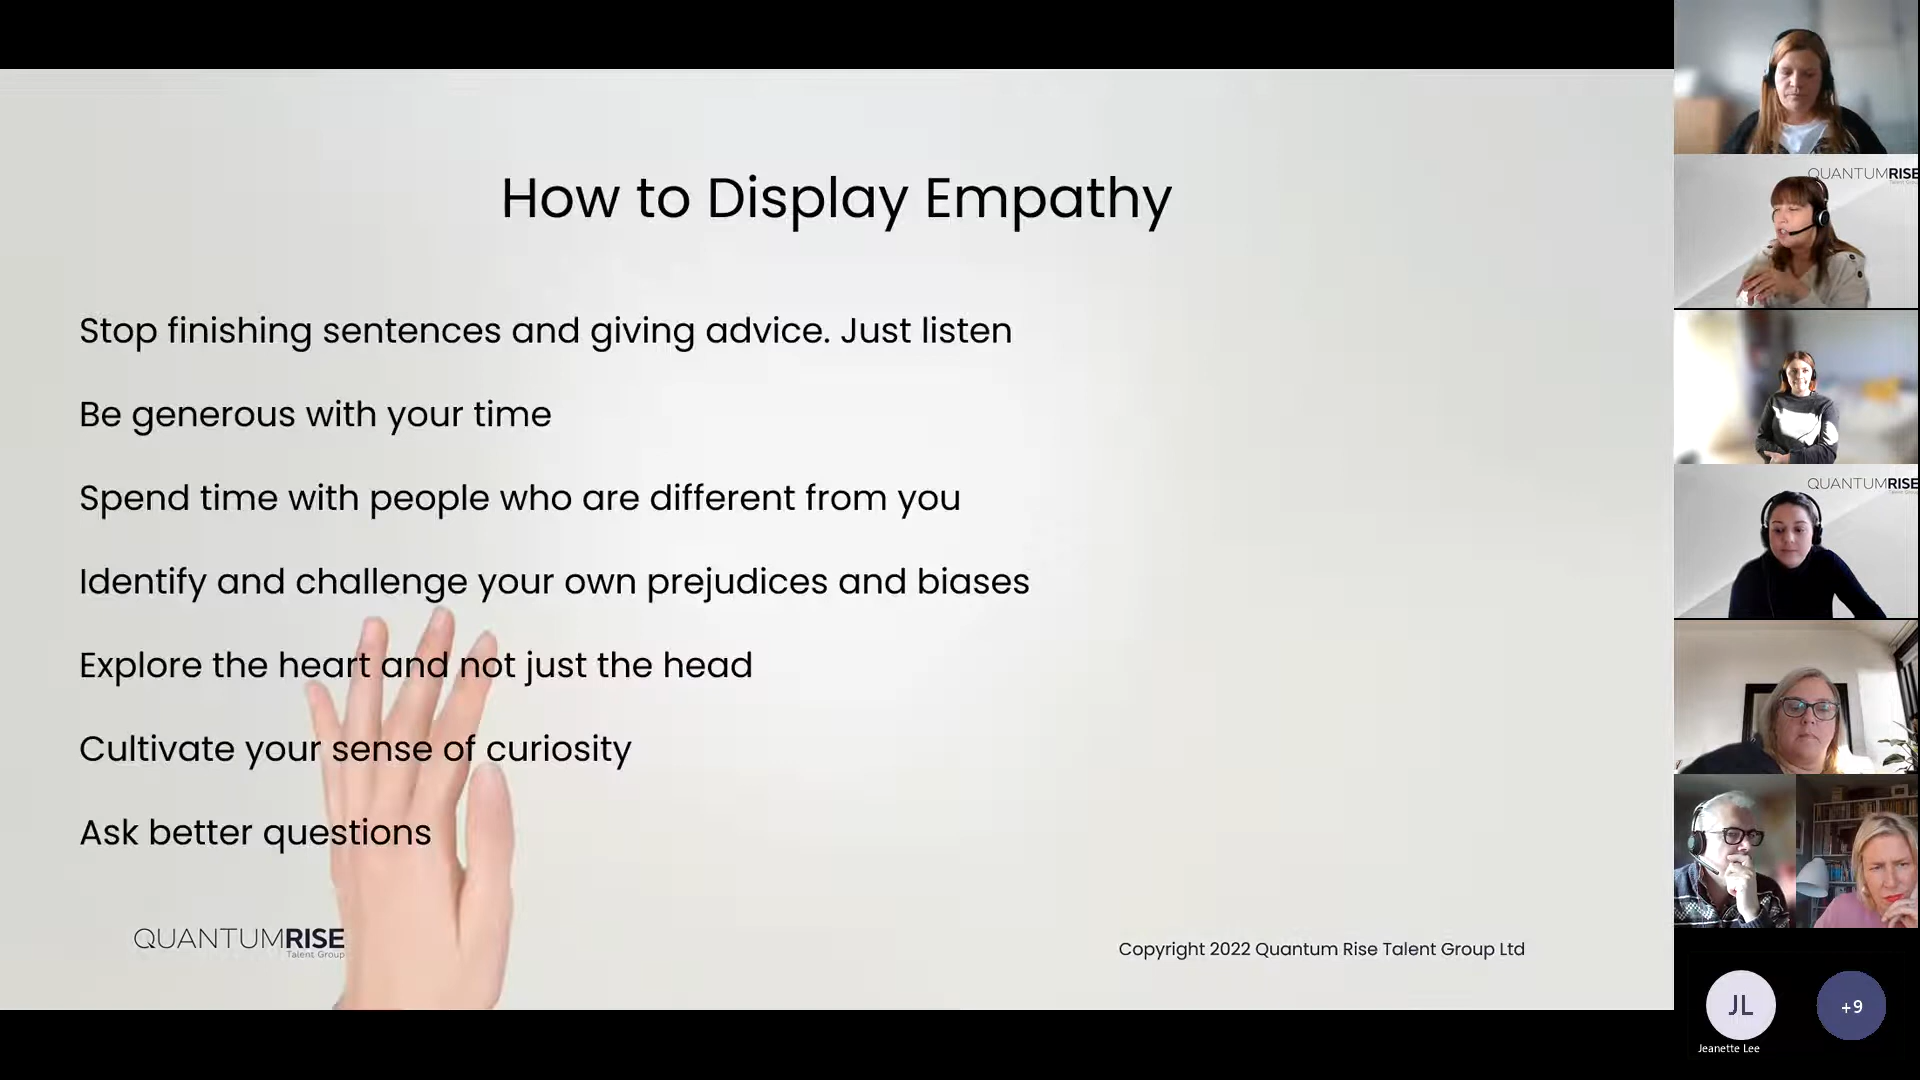 How to Display Empathy
Stop finishing sentences and giving advice. Just listen
Be generous with your time
Spend time with people who are different from you
Identify and challenge your own prejudices and biases
Explore the heart and not just the head
Cultivate your sense of curiosity
Ask better questions
QUANTUMRISE
Talent Group
Copyright 2022 Quantum Rise Talent Group Ltd
QUANTUMRISE
QUANTUMRISE
JL
Jeanette Lee
+9